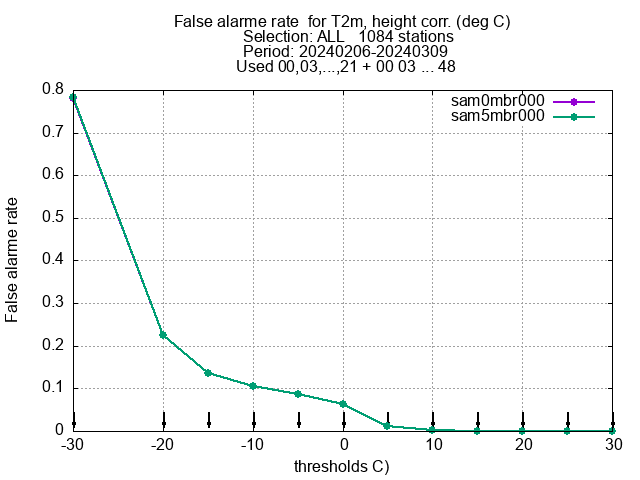 False alarme rate  for T2m, height corr. (deg C)
Selection: ALL   1084 stations
Period: 20240206-20240309
Used 00,03,...,21 + 00 03 ... 48
sam0mbr000
sam5mbr000
0.8
0.7
0.6
0.5
0.4
0.3
0.2
0.1
0
False alarme rate
-30 -20 -10 0 10 20 30
thresholds C)